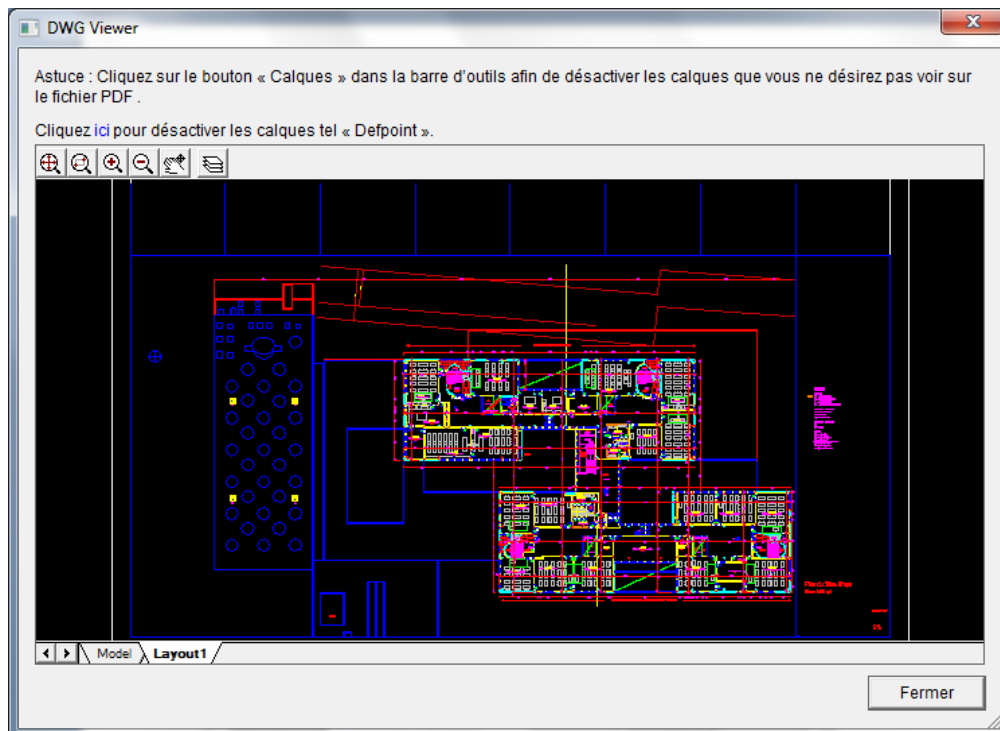 DWG Viewer
Astuce : Cliquez sur le bouton « Calques » dans la barre d'outils afin de désactiver les calques que vous ne désirez pas voir sur
le fichier PDF .
Cliquez ici pour désactiver les calques tel « Defpoint ».
Model
Layout1
Fermer